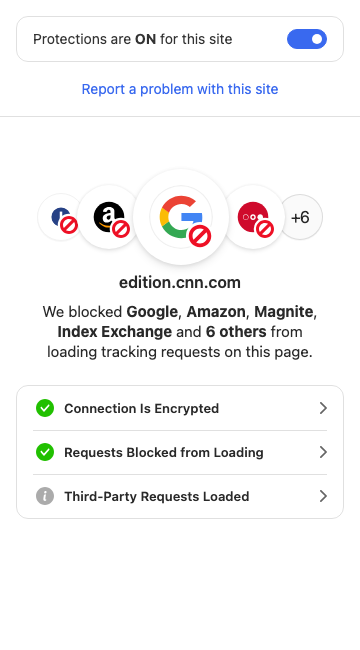 Protections are ON for this site
Report a problem with this site
+6
edition.cnn.com
We blocked Google, Amazon, Magnite,
Index Exchange and 6 others from
loading tracking requests on this page.
Connection Is Encrypted
Requests Blocked from Loading
Third-Party Requests Loaded